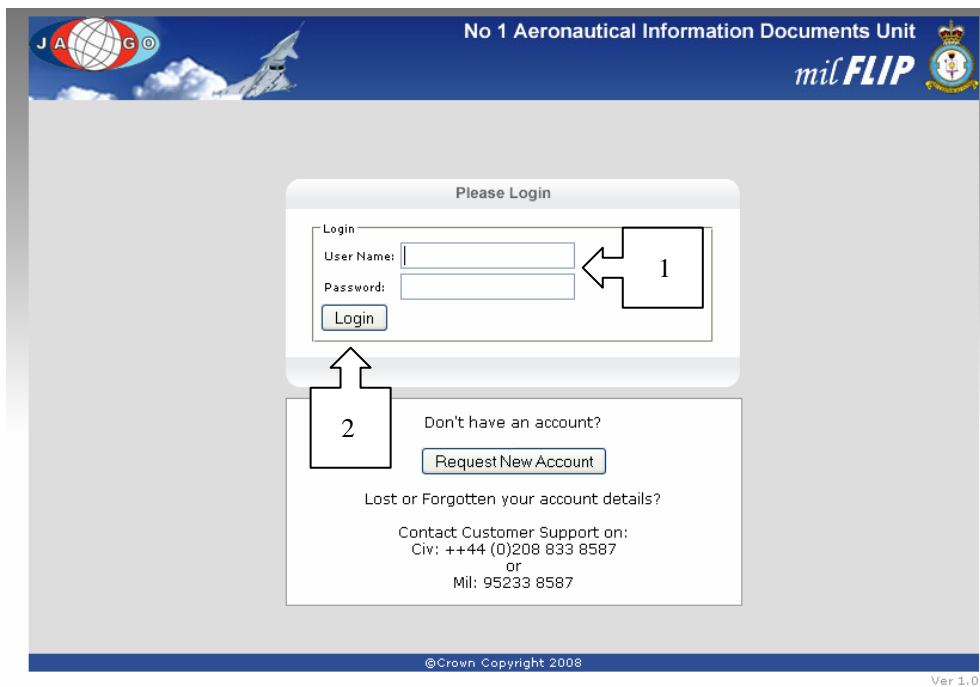 JAGO
No 1 Aeronautical Information Documents Unit
mil FLIP
Please Login
Login
User Name:
1
Password:
Login
2
Don't have an account?
Request New Account
Lost or Forgotten your account details?
Contact Customer Support on:
Civ: ++44 (0)208 833 8587
or
Mil: 95233 8587
©Crown Copyright 2008
Ver 1.0